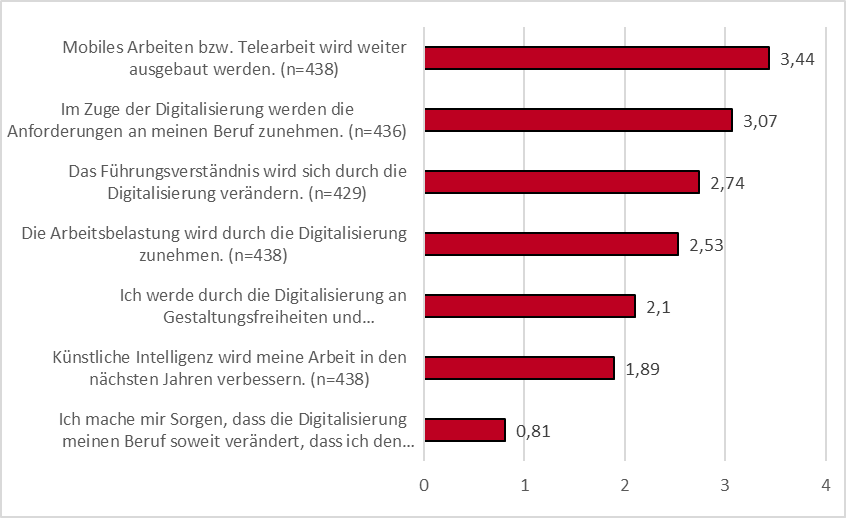 Mobiles Arbeiten bzw. Telearbeit wird weiter
ausgebaut werden. (n=438)
3,44
Im Zuge der Digitalisierung werden die
Anforderungen an meinen Beruf zunehmen. (n=436)
3,07
Das Führungsverständnis wird sich durch die
Digitalisierung verändern. (n=429)
2,74
Die Arbeitsbelastung wird durch die Digitalisierung
zunehmen. (n=438)
2,53
Ich werde durch die Digitalisierung an
Gestaltungsfreiheiten und…
2,1
Künstliche Intelligenz wird meine Arbeit in den
nächsten Jahren verbessern. (n=438)
1,89
Ich mache mir Sorgen, dass die Digitalisierung
meinen Beruf soweit verändert, dass ich den…
0,81
0 1 2 3 4